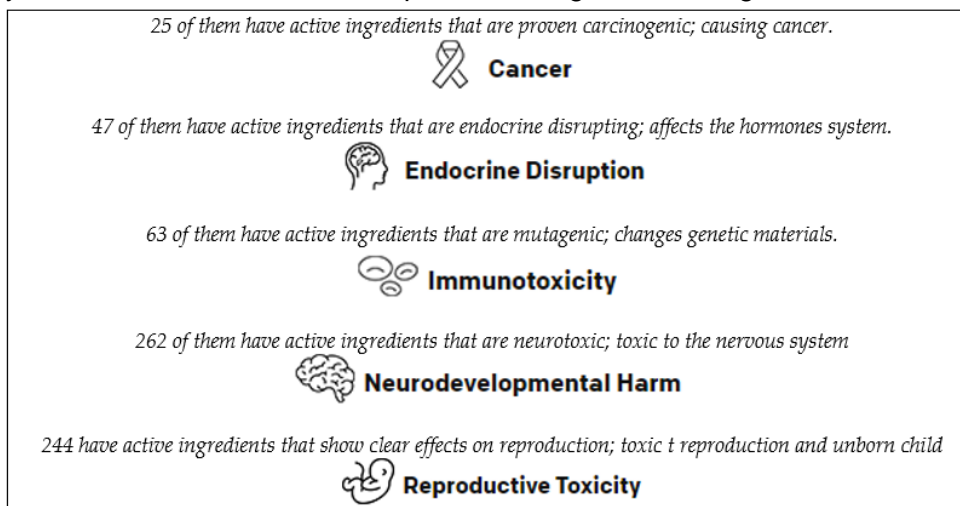 25 of them have active ingredients that are proven carcinogenic; causing cancer.
Cancer
47 of them have active ingredients that are endocrine disrupting; affects the hormones system.
Endocrine Disruption
63 of them have active ingredients that are mutagenic; changes genetic materials.
Immunotoxicity
262 of them have active ingredients that are neurotoxic; toxic to the nervous system
Neurodevelopmental Harm
244 have active ingredients that show clear effects on reproduction; toxic t reproduction and unborn child
Reproductive Toxicity